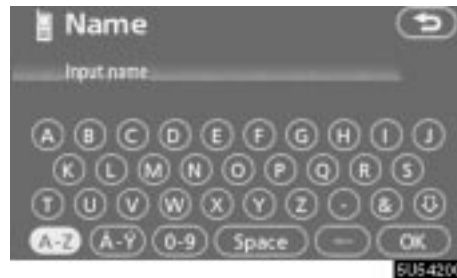 Name
Input name
A B C D E F G H I J
K L M N O P Q R S
T U V W X Y Z - &
A-Z À-Ý 0-9 Space OK
5U5420